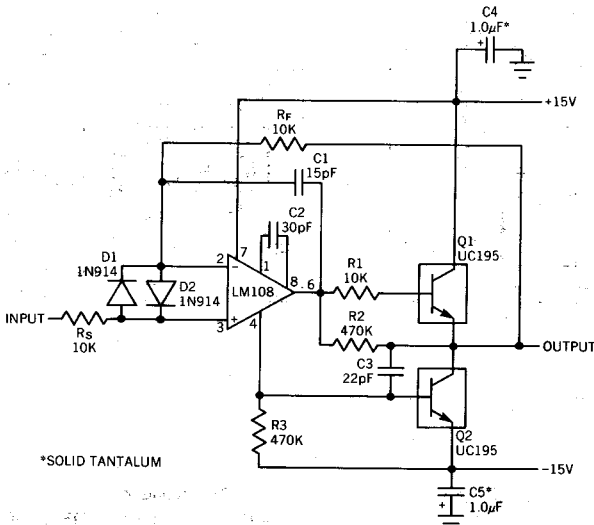 C4
1.0µF*
+
+15V
RF
10K
C1
15pF
C2
30pF
D1
1N914
D2
1N914
2
−
7
1
LM108
8
6
3
+
4
INPUT
RS
10K
R1
10K
Q1
UC195
R2
470K
OUTPUT
C3
22pF
R3
470K
Q2
UC195
*SOLID TANTALUM
−15V
C5*
1.0µF
+